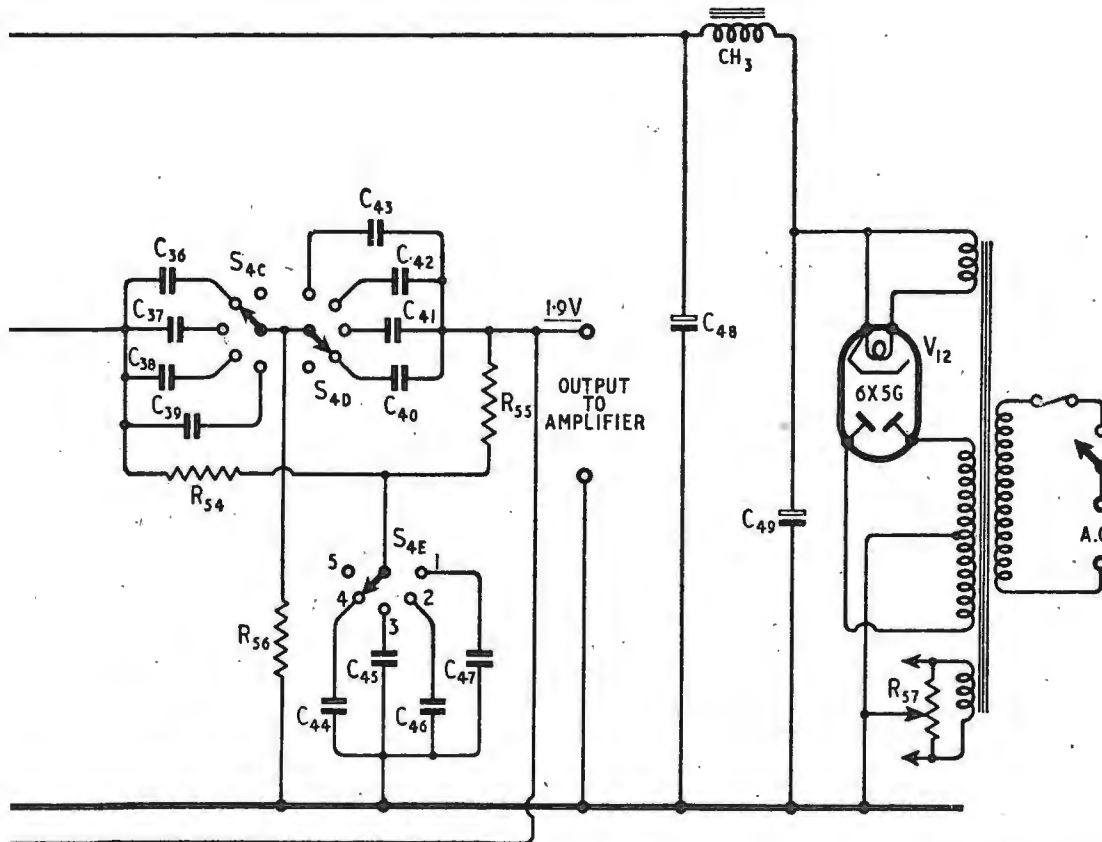 CH3
C43
C36
S4C
C42
C37
C41
1·9V
C48
V12
C38
S4D
C40
6X5G
C39
R55
OUTPUT
TO
AMPLIFIER
R54
C49
A.C
S4E
5
1
4
2
3
R56
C45
C47
C44
C46
R57